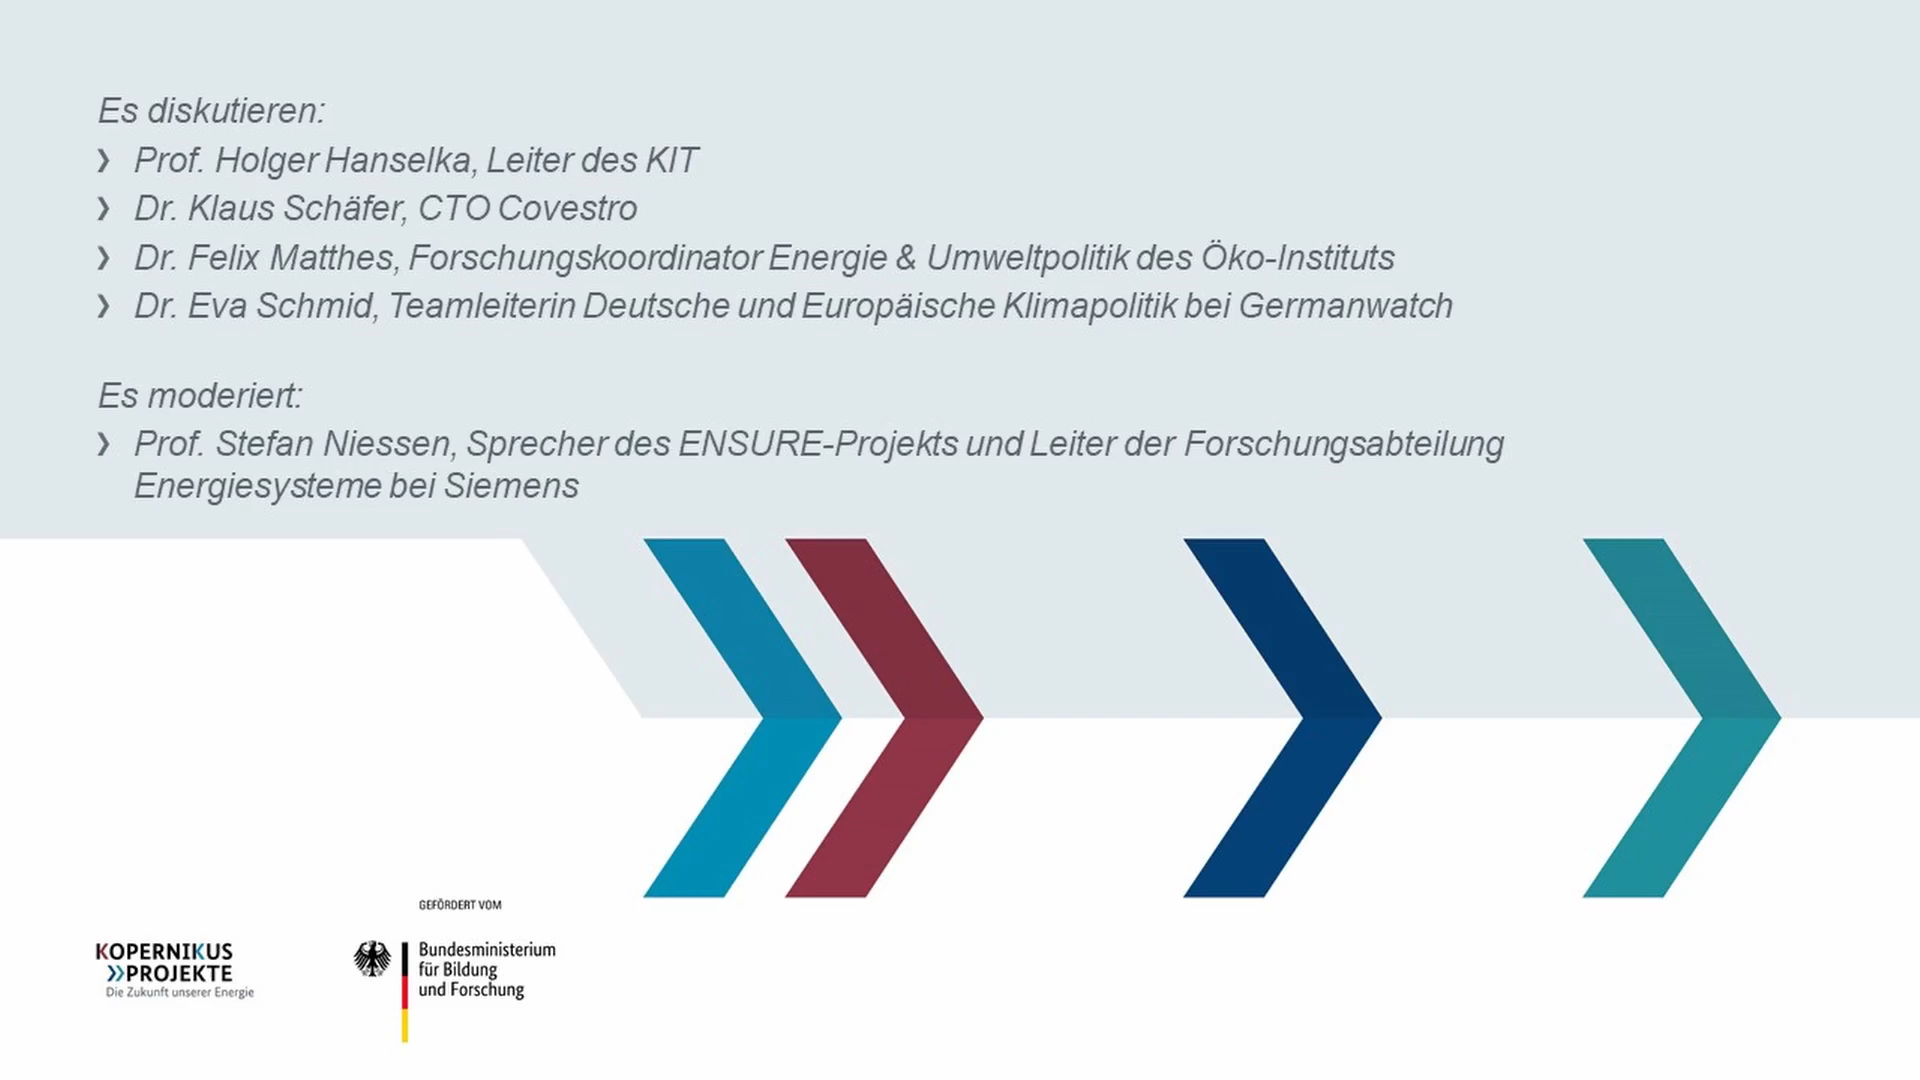 Es diskutieren:
Prof. Holger Hanselka, Leiter des KIT
Dr. Klaus Schäfer, CTO Covestro
Dr. Felix Matthes, Forschungskoordinator Energie & Umweltpolitik des Öko-Instituts
Dr. Eva Schmid, Teamleiterin Deutsche und Europäische Klimapolitik bei Germanwatch
Es moderiert:
Prof. Stefan Niessen, Sprecher des ENSURE-Projekts und Leiter der Forschungsabteilung
Energiesysteme bei Siemens
KOPERNIKUS
PROJEKTE
Die Zukunft unserer Energie
GEFÖRDERT VOM
Bundesministerium
für Bildung
und Forschung